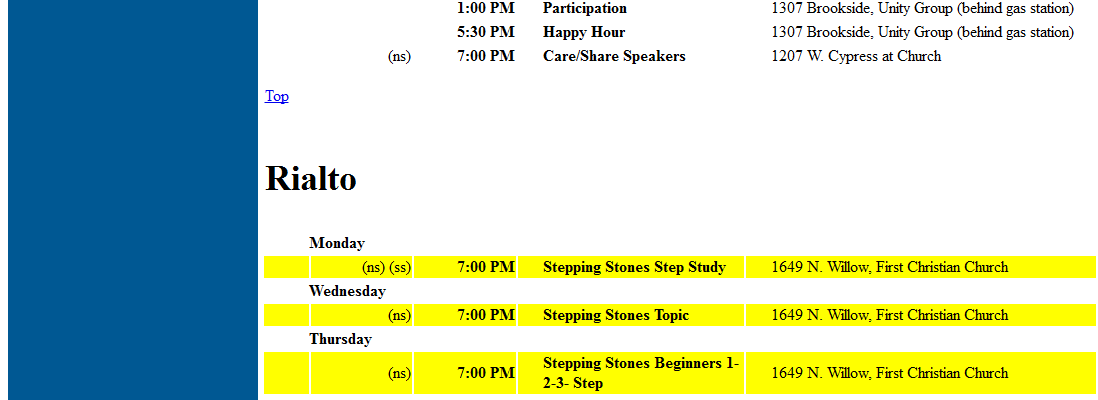 1:00 PM Participation 1307 Brookside, Unity Group (behind gas station)
5:30 PM Happy Hour 1307 Brookside, Unity Group (behind gas station)
(ns) 7:00 PM Care/Share Speakers 1207 W. Cypress at Church
Top
Rialto
Monday
(ns) (ss) 7:00 PM Stepping Stones Step Study 1649 N. Willow, First Christian Church
Wednesday
(ns) 7:00 PM Stepping Stones Topic 1649 N. Willow, First Christian Church
Thursday
(ns) 7:00 PM Stepping Stones Beginners 1-
2-3- Step 1649 N. Willow, First Christian Church